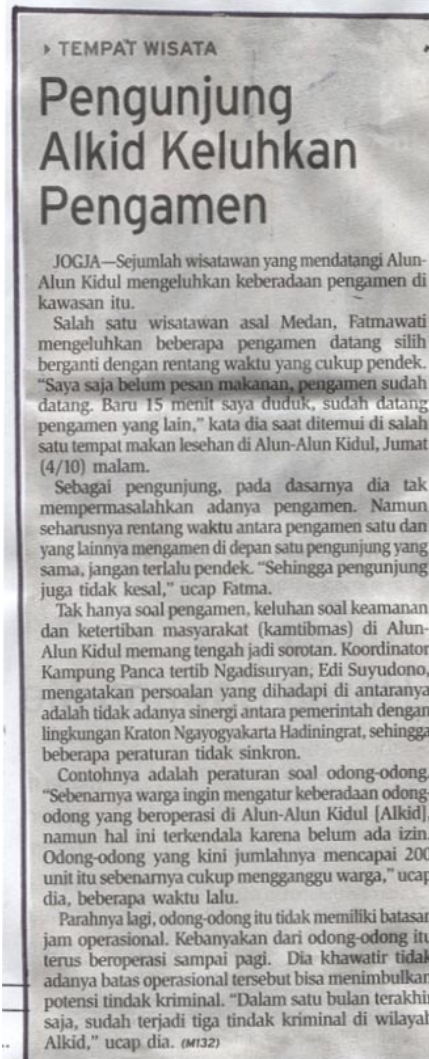 ▸ TEMPAT WISATA
Pengunjung
Alkid Keluhkan
Pengamen
JOGJA—Sejumlah wisatawan yang mendatangi Alun-
Alun Kidul mengeluhkan keberadaan pengamen di
kawasan itu.
Salah satu wisatawan asal Medan, Fatmawati
mengeluhkan beberapa pengamen datang silih
berganti dengan rentang waktu yang cukup pendek.
“Saya saja belum pesan makanan, pengamen sudah
datang. Baru 15 menit saya duduk, sudah datang
pengamen yang lain,” kata dia saat ditemui di salah
satu tempat makan lesehan di Alun-Alun Kidul, Jumat
(4/10) malam.
Sebagai pengunjung, pada dasarnya dia tak
mempermasalahkan adanya pengamen. Namun
seharusnya rentang waktu antara pengamen satu dan
yang lainnya mengamen di depan satu pengunjung yang
sama, jangan terlalu pendek. “Sehingga pengunjung
juga tidak kesal,” ucap Fatma.
Tak hanya soal pengamen, keluhan soal keamanan
dan ketertiban masyarakat (kamtibmas) di Alun-
Alun Kidul memang tengah jadi sorotan. Koordinator
Kampung Panca tertib Ngadisuryan, Edi Suyudono,
mengatakan persoalan yang dihadapi di antaranya
adalah tidak adanya sinergi antara pemerintah dengan
lingkungan Kraton Ngayogyakarta Hadiningrat, sehingga
beberapa peraturan tidak sinkron.
Contohnya adalah peraturan soal odong-odong.
“Sebenarnya warga ingin mengatur keberadaan odong-
odong yang beroperasi di Alun-Alun Kidul [Alkid],
namun hal ini terkendala karena belum ada izin.
Odong-odong yang kini jumlahnya mencapai 200
unit itu sebenarnya cukup mengganggu warga,” ucap
dia, beberapa waktu lalu.
Parahnya lagi, odong-odong itu tidak memiliki batasan
jam operasional. Kebanyakan dari odong-odong itu
terus beroperasi sampai pagi. Dia khawatir tidak
adanya batas operasional tersebut bisa menimbulkan
potensi tindak kriminal. “Dalam satu bulan terakhir
saja, sudah terjadi tiga tindak kriminal di wilayah
Alkid,” ucap dia. (M132)